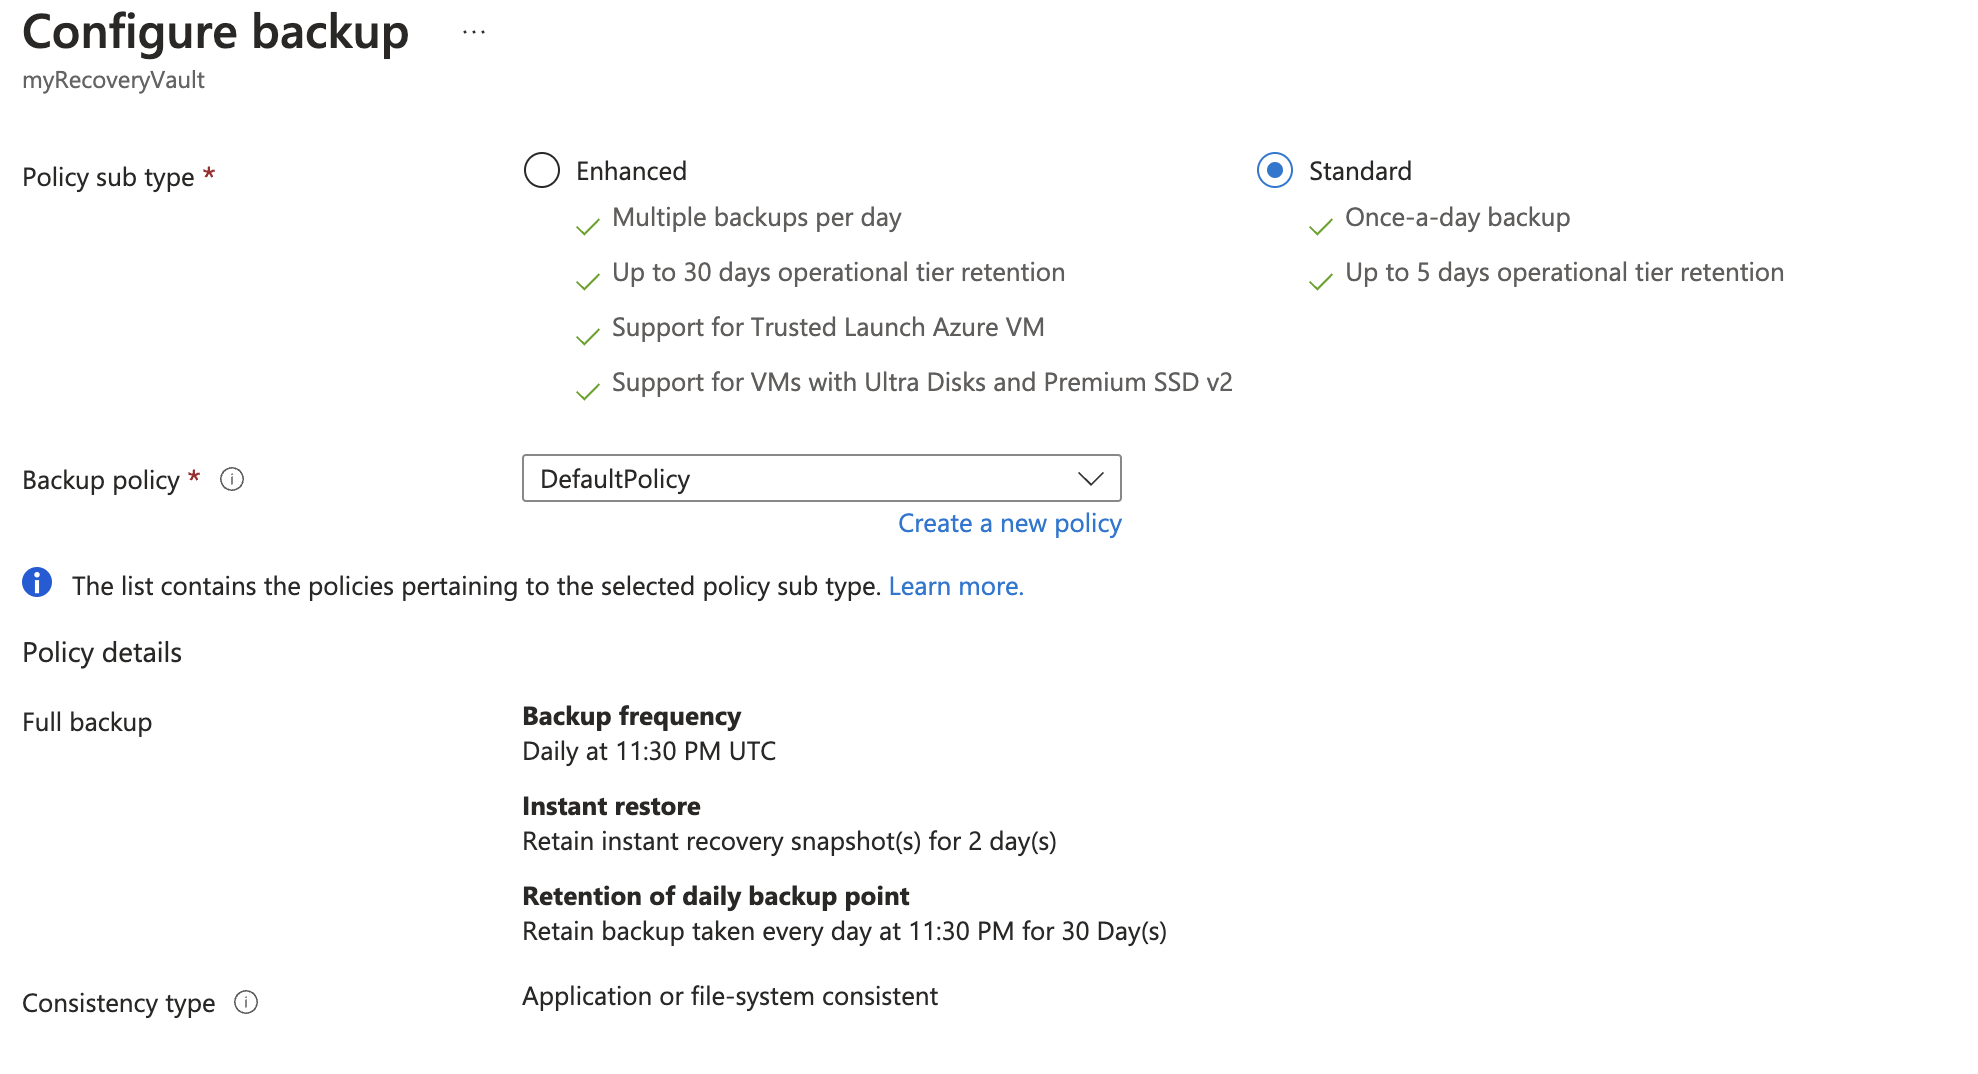 Configure backup ...
myRecoveryVault
Policy sub type *
Enhanced
Multiple backups per day
Up to 30 days operational tier retention
Support for Trusted Launch Azure VM
Support for VMs with Ultra Disks and Premium SSD v2
Standard
Once-a-day backup
Up to 5 days operational tier retention
Backup policy *
DefaultPolicy
Create a new policy
The list contains the policies pertaining to the selected policy sub type. Learn more.
Policy details
Full backup
Backup frequency
Daily at 11:30 PM UTC
Instant restore
Retain instant recovery snapshot(s) for 2 day(s)
Retention of daily backup point
Retain backup taken every day at 11:30 PM for 30 Day(s)
Consistency type
Application or file-system consistent